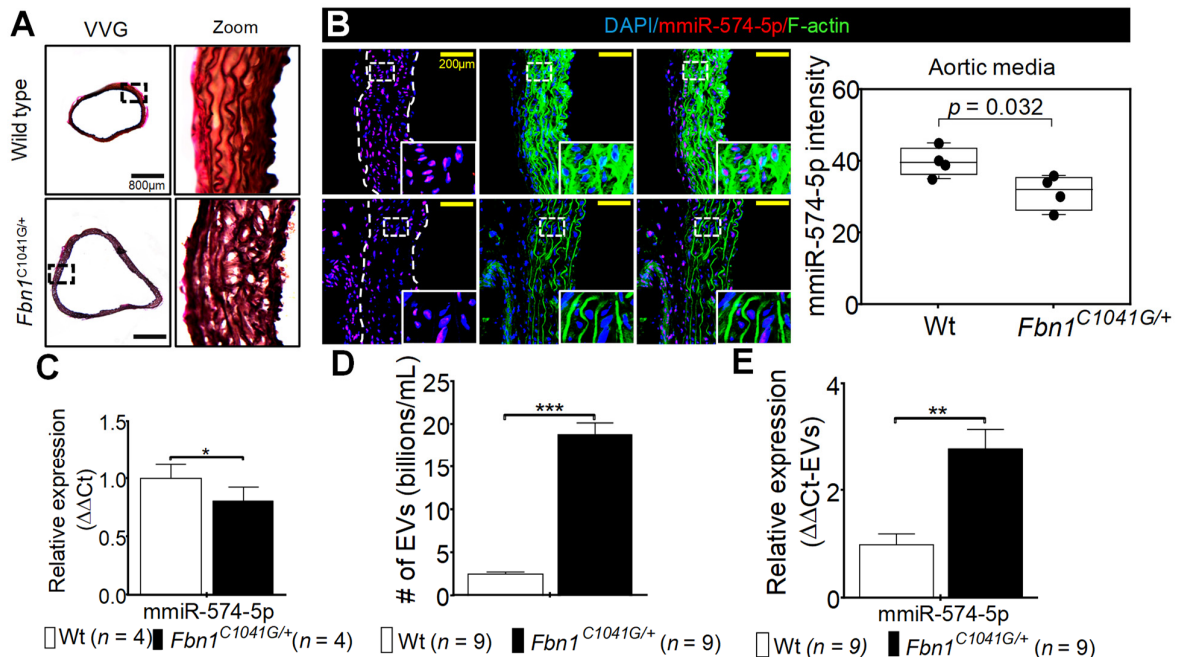 A
VVG
Zoom
Wild type
800μm
Fbn1C1041G/+
B
DAPI/mmiR-574-5p/F-actin
200μm
Aortic media
mmiR-574-5p intensity
60
40
20
0
p = 0.032
Wt
Fbn1C1041G/+
C
Relative expression
(ΔΔCt)
1.5
1.0
0.5
0.0
*
mmiR-574-5p
Wt (n = 4) Fbn1C1041G/+ (n = 4)
D
# of EVs (billions/mL)
25
20
15
10
5
0
***
Wt (n = 9) Fbn1C1041G/+ (n = 9)
E
Relative expression
(ΔΔCt-EVs)
4
2
0
**
mmiR-574-5p
Wt (n = 9) Fbn1C1041G/+ (n = 9)